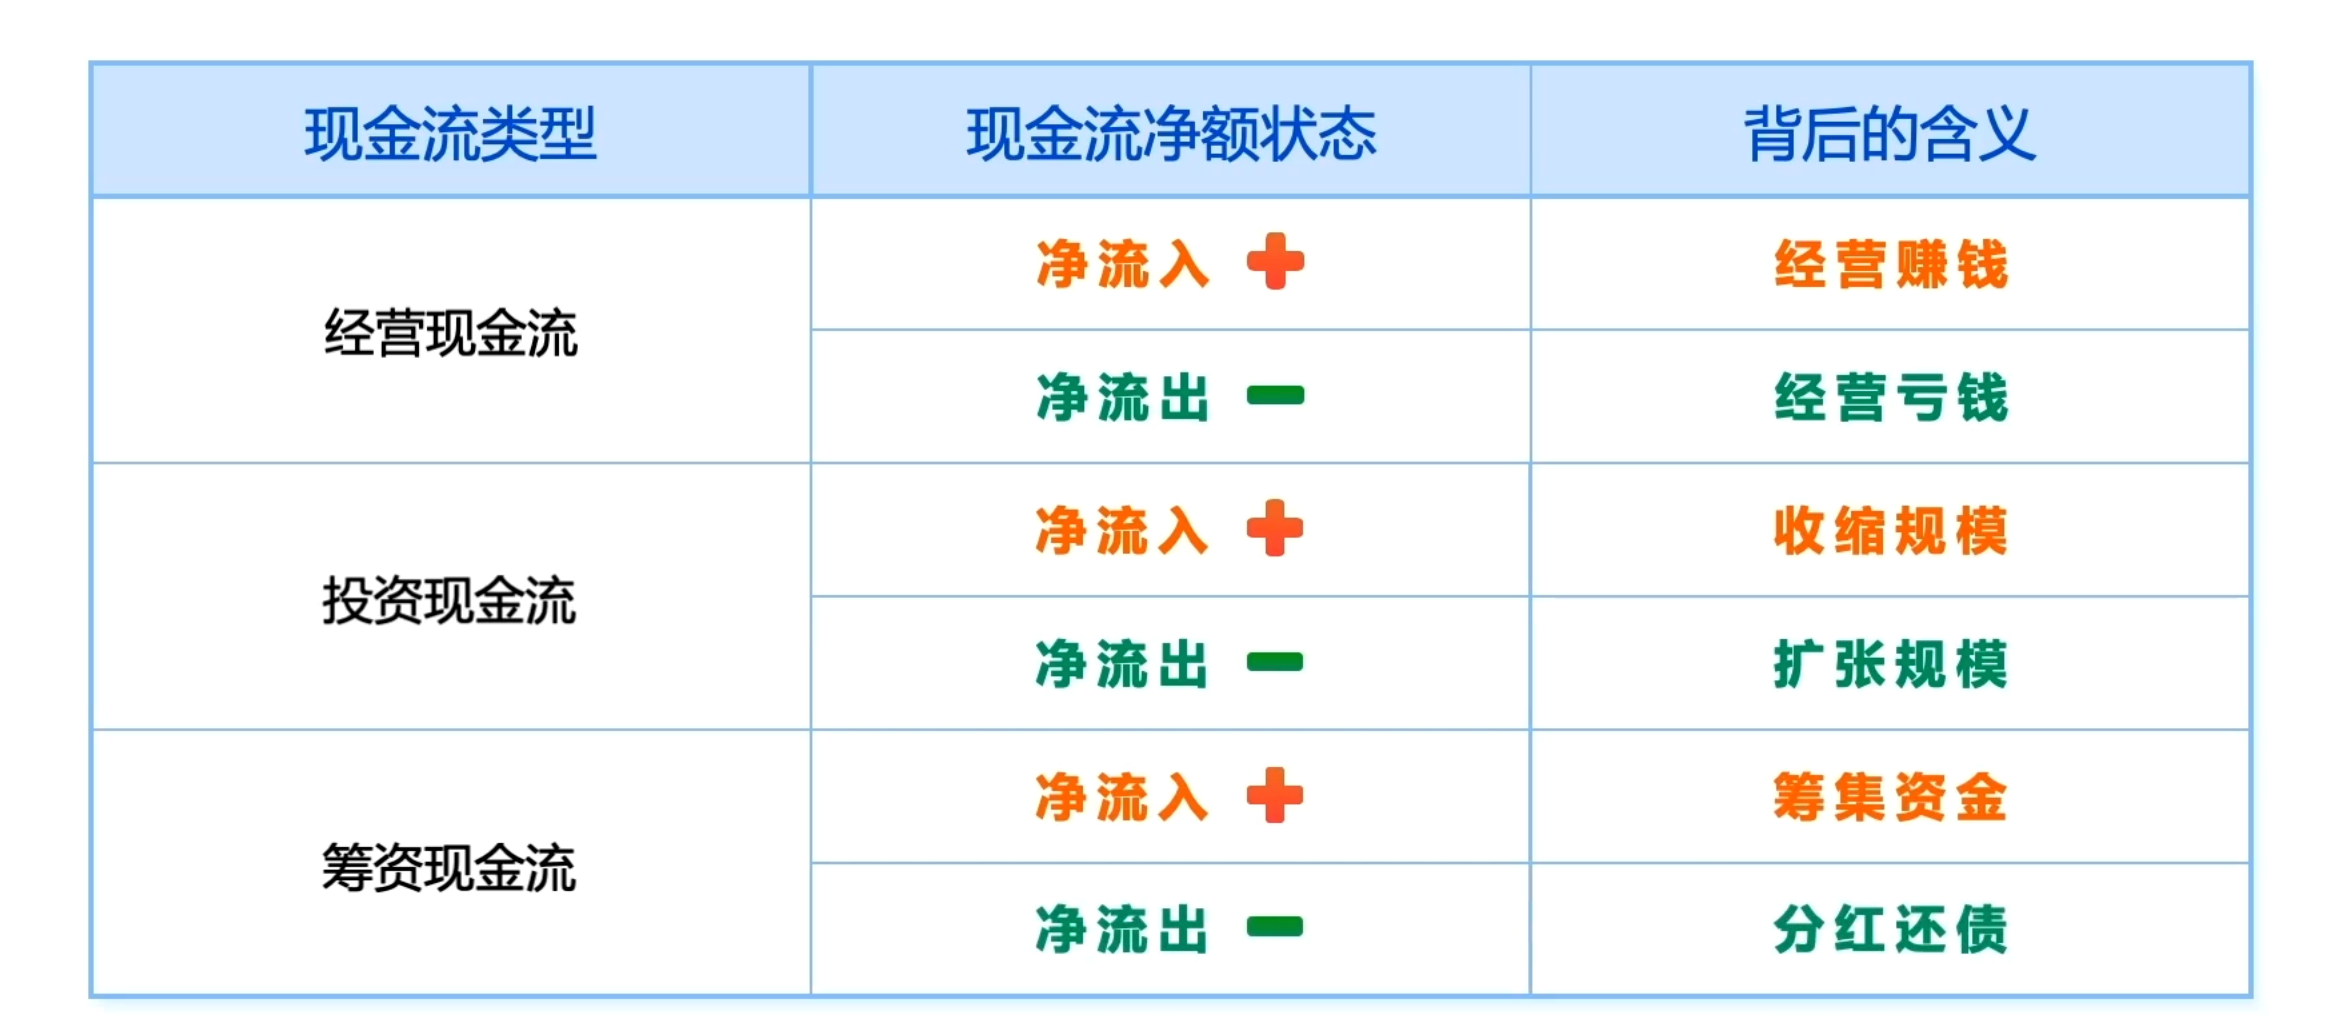 现金流类型 现金流净额状态 背后的含义
经营现金流
净流入 + 经营赚钱
净流出 - 经营亏钱
投资现金流
净流入 + 收缩规模
净流出 - 扩张规模
筹资现金流
净流入 + 筹集资金
净流出 - 分红还债